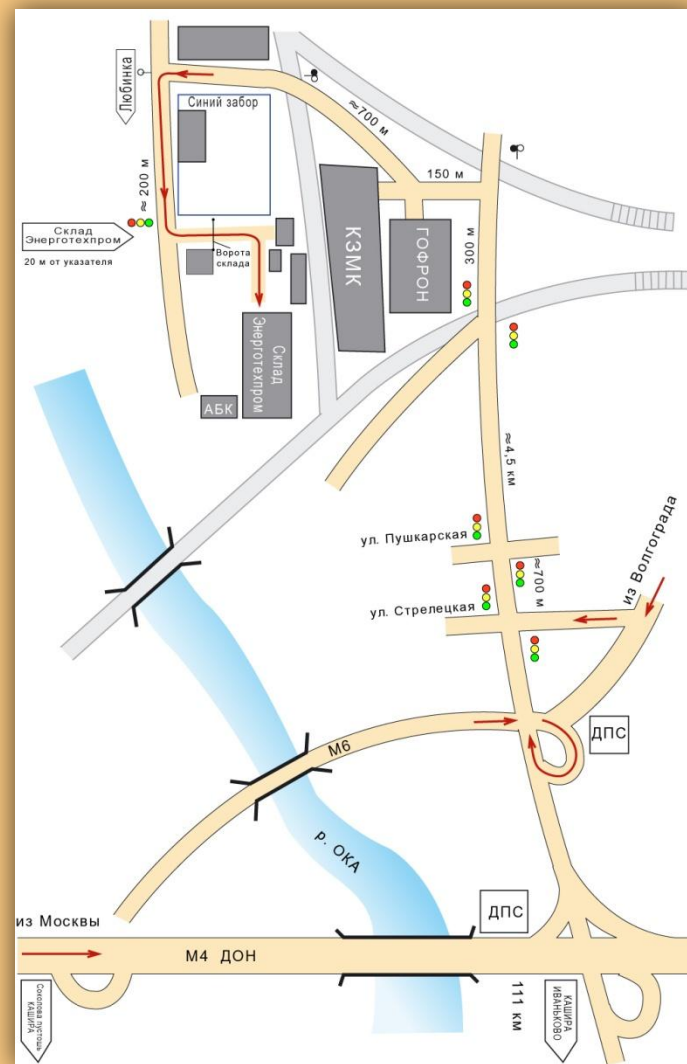 Любинка
Синий забор
≈700 м
150 м
≈ 200 м
Склад
Энерготехпром
20 м от указателя
Ворота
склада
КЗМК
ГОФРОН
300 м
Склад
Энерготехпром
АБК
≈4,5 км
ул. Пушкарская
≈700 м
из Волгограда
ул. Стрелецкая
ДПС
М6
р. ОКА
ДПС
из Москвы
М4 ДОН
111 км
Соколова пустошь
КАШИРА
КАШИРА
ИВАНЬКОВО